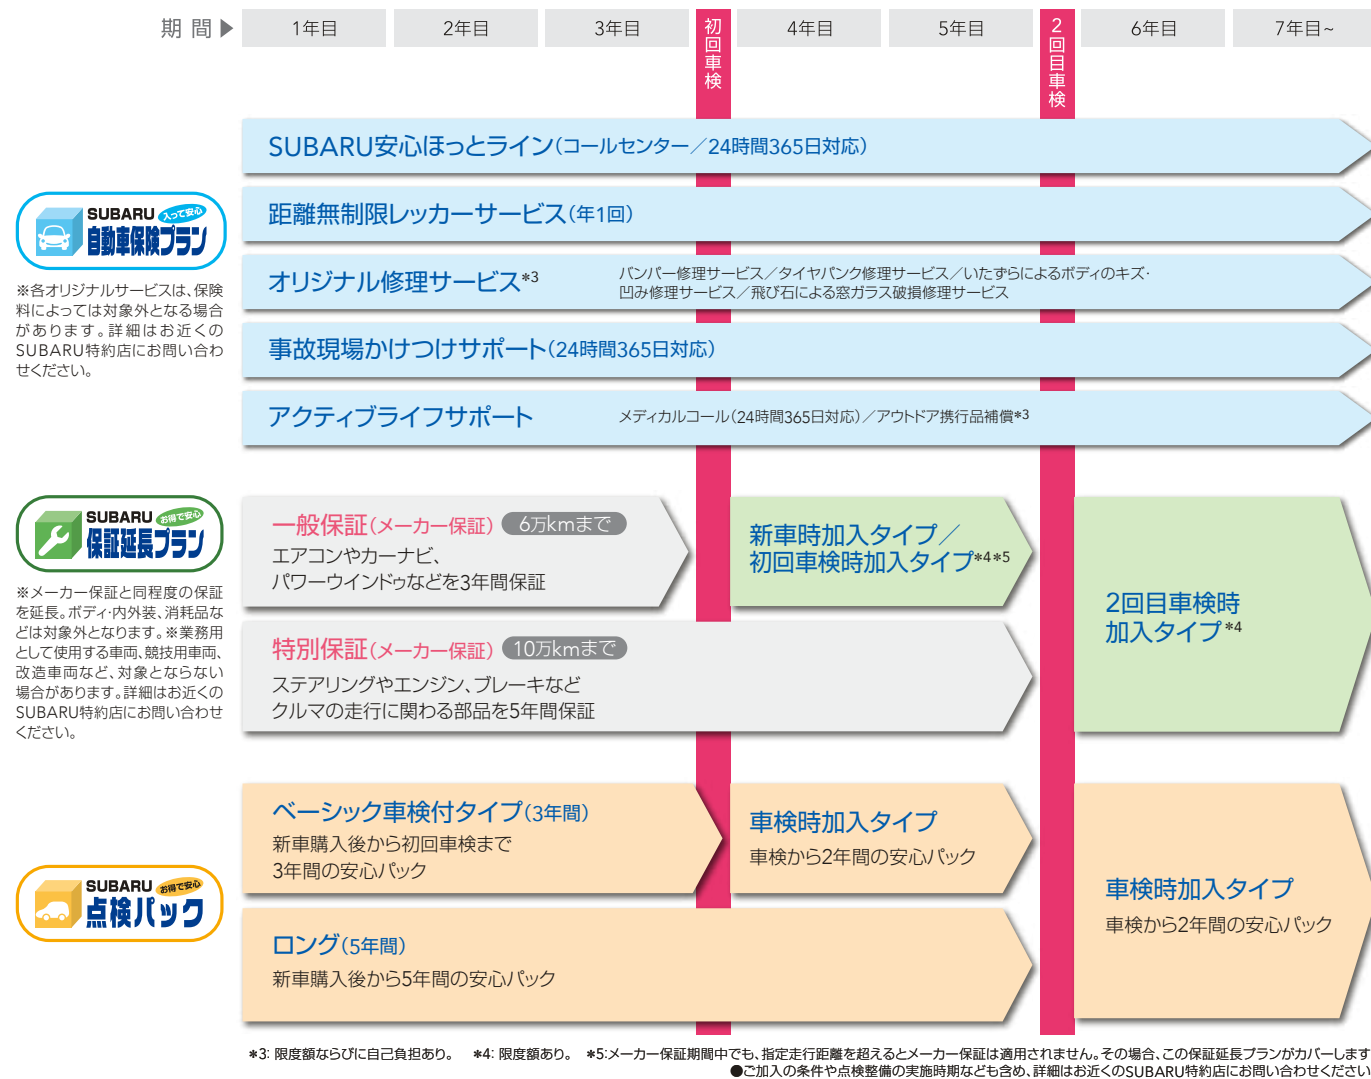 期間▶ 1年目 2年目 3年目 初回車検 4年目 5年目 2回目車検 6年目 7年目~
SUBARU安心ほっとライン(コールセンター／24時間365日対応)
SUBARU 入って安心
自動車保険プラン
※各オリジナルサービスは、保険
料によっては対象外となる場合
があります。詳細はお近くの
SUBARU特約店にお問い合わ
せください。
距離無制限レッカーサービス(年1回)
オリジナル修理サービス*3
バンパー修理サービス／タイヤパンク修理サービス／いたずらによるボディのキズ・
凹み修理サービス／飛び石による窓ガラス破損修理サービス
事故現場かけつけサポート(24時間365日対応)
アクティブライフサポート
メディカルコール(24時間365日対応)／アウトドア携行品補償*3
SUBARU お得で安心
保証延長プラン
※メーカー保証と同程度の保証
を延長。ボディ・内外装、消耗品な
どは対象外となります。※業務用
として使用する車両、競技用車両、
改造車両など、対象とならない
場合があります。詳細はお近くの
SUBARU特約店にお問い合わせ
ください。
一般保証(メーカー保証) 6万kmまで
エアコンやカーナビ、
パワーウインドゥなどを3年間保証
新車時加入タイプ／
初回車検時加入タイプ*4*5
特別保証(メーカー保証) 10万kmまで
ステアリングやエンジン、ブレーキなど
クルマの走行に関わる部品を5年間保証
2回目車検時
加入タイプ*4
SUBARU お得で安心
点検パック
ベーシック車検付タイプ(3年間)
新車購入後から初回車検まで
3年間の安心パック
車検時加入タイプ
車検から2年間の安心パック
ロング(5年間)
新車購入後から5年間の安心パック
車検時加入タイプ
車検から2年間の安心パック
*3: 限度額ならびに自己負担あり。 *4: 限度額あり。 *5:メーカー保証期間中でも、指定走行距離を超えるとメーカー保証は適用されません。その場合、この保証延長プランがカバーします
●ご加入の条件や点検整備の実施時期なども含め、詳細はお近くのSUBARU特約店にお問い合わせください